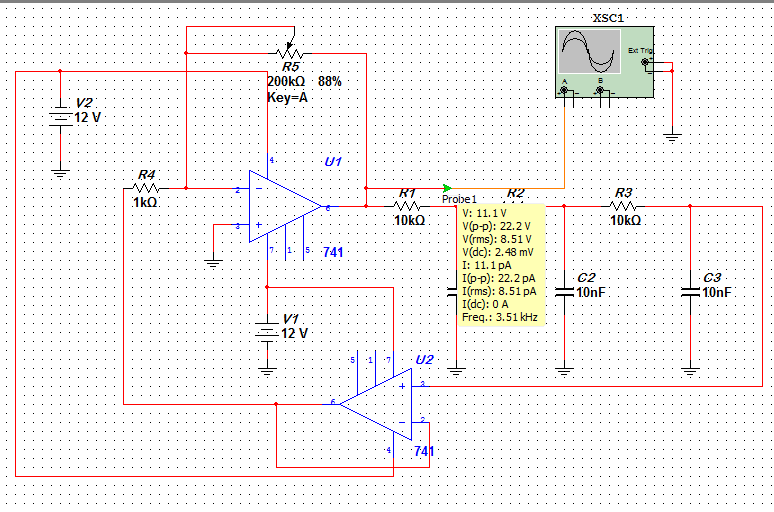 XSC1
Ext Trig
+
-
A
B
+
-
+
-
R5
200kΩ 88%
Key=A
V2
12 V
R4
1kΩ
U1
4
2
3
6
7
1
5
741
R1
10kΩ
Probe1
R2
R3
10kΩ
V: 11.1 V
V(p-p): 22.2 V
V(rms): 8.51 V
V(dc): 2.48 mV
I: 11.1 pA
I(p-p): 22.2 pA
I(rms): 8.51 pA
I(dc): 0 A
Freq.: 3.51 kHz
C2
10nF
C3
10nF
V1
12 V
U2
5
1
7
3
6
2
4
741